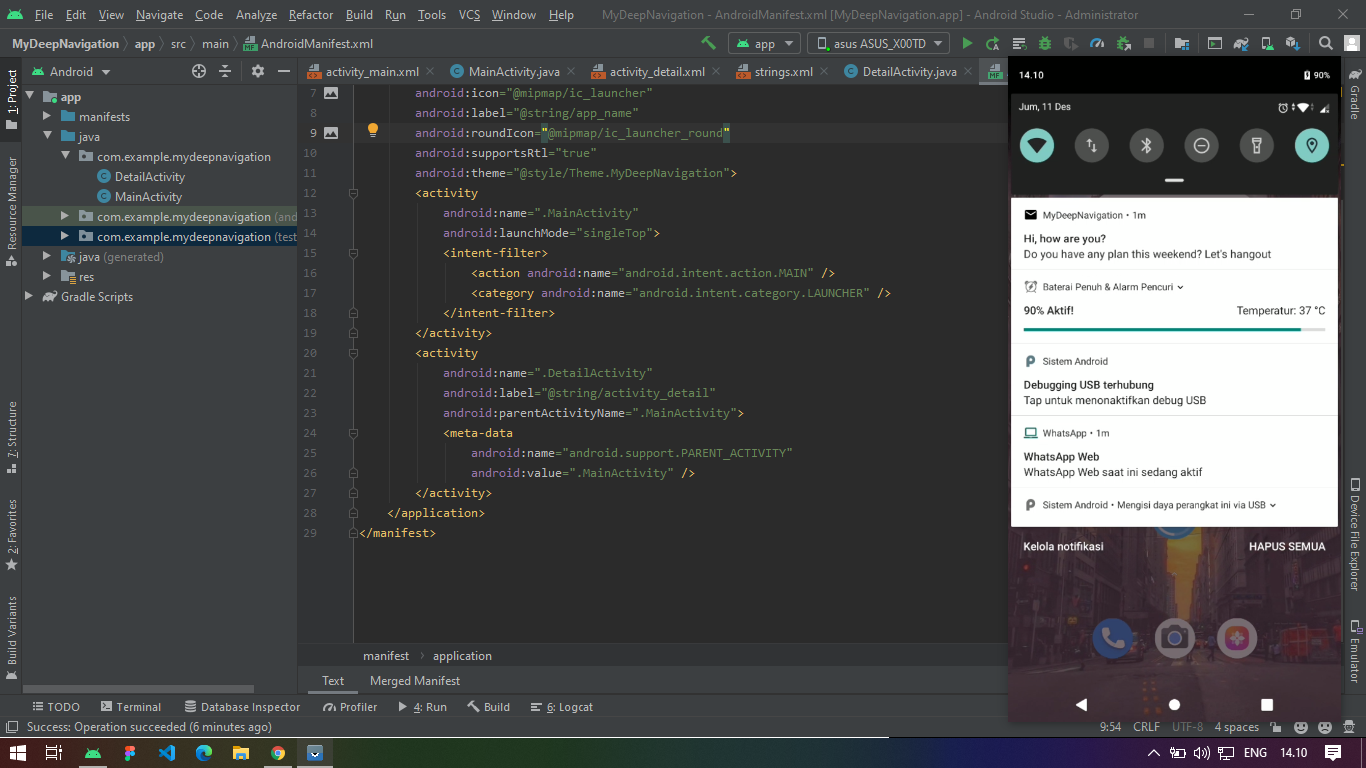 File Edit View Navigate Code Analyze Refactor Build Run Tools VCS Window Help MyDeepNavigation - AndroidManifest.xml [MyDeepNavigation.app] - Android Studio - Administrator
MyDeepNavigation app src main AndroidManifest.xml app asus ASUS_X00TD
Android activity_main.xml MainActivity.java activity_detail.xml strings.xml DetailActivity.java
1: Project
Resource Manager
7: Structure
2: Favorites
Build Variants
app
manifests
java
com.example.mydeepnavigation
DetailActivity
MainActivity
com.example.mydeepnavigation (and
com.example.mydeepnavigation (test
java (generated)
res
Gradle Scripts
7 android:icon="@mipmap/ic_launcher"
8 android:label="@string/app_name"
9 android:roundIcon="@mipmap/ic_launcher_round"
10 android:supportsRtl="true"
11 android:theme="@style/Theme.MyDeepNavigation">
12 <activity
13 android:name=".MainActivity"
14 android:launchMode="singleTop">
15 <intent-filter>
16 <action android:name="android.intent.action.MAIN" />
17 <category android:name="android.intent.category.LAUNCHER" />
18 </intent-filter>
19 </activity>
20 <activity
21 android:name=".DetailActivity"
22 android:label="@string/activity_detail"
23 android:parentActivityName=".MainActivity">
24 <meta-data
25 android:name="android.support.PARENT_ACTIVITY"
26 android:value=".MainActivity" />
27 </activity>
28 </application>
29 </manifest>
manifest application
Text Merged Manifest
14.10 90%
Jum, 11 Des
MyDeepNavigation • 1m
Hi, how are you?
Do you have any plan this weekend? Let's hangout
Baterai Penuh & Alarm Pencuri
90% Aktif! Temperatur: 37 °C
Sistem Android
Debugging USB terhubung
Tap untuk menonaktifkan debug USB
WhatsApp • 1m
WhatsApp Web
WhatsApp Web saat ini sedang aktif
Sistem Android • Mengisi daya perangkat ini via USB
Kelola notifikasi HAPUS SEMUA
Gradle
Device File Explorer
Emulator
TODO Terminal Database Inspector Profiler 4: Run Build 6: Logcat
Success: Operation succeeded (6 minutes ago) 9:54 CRLF UTF-8 4 spaces
ENG 14.10